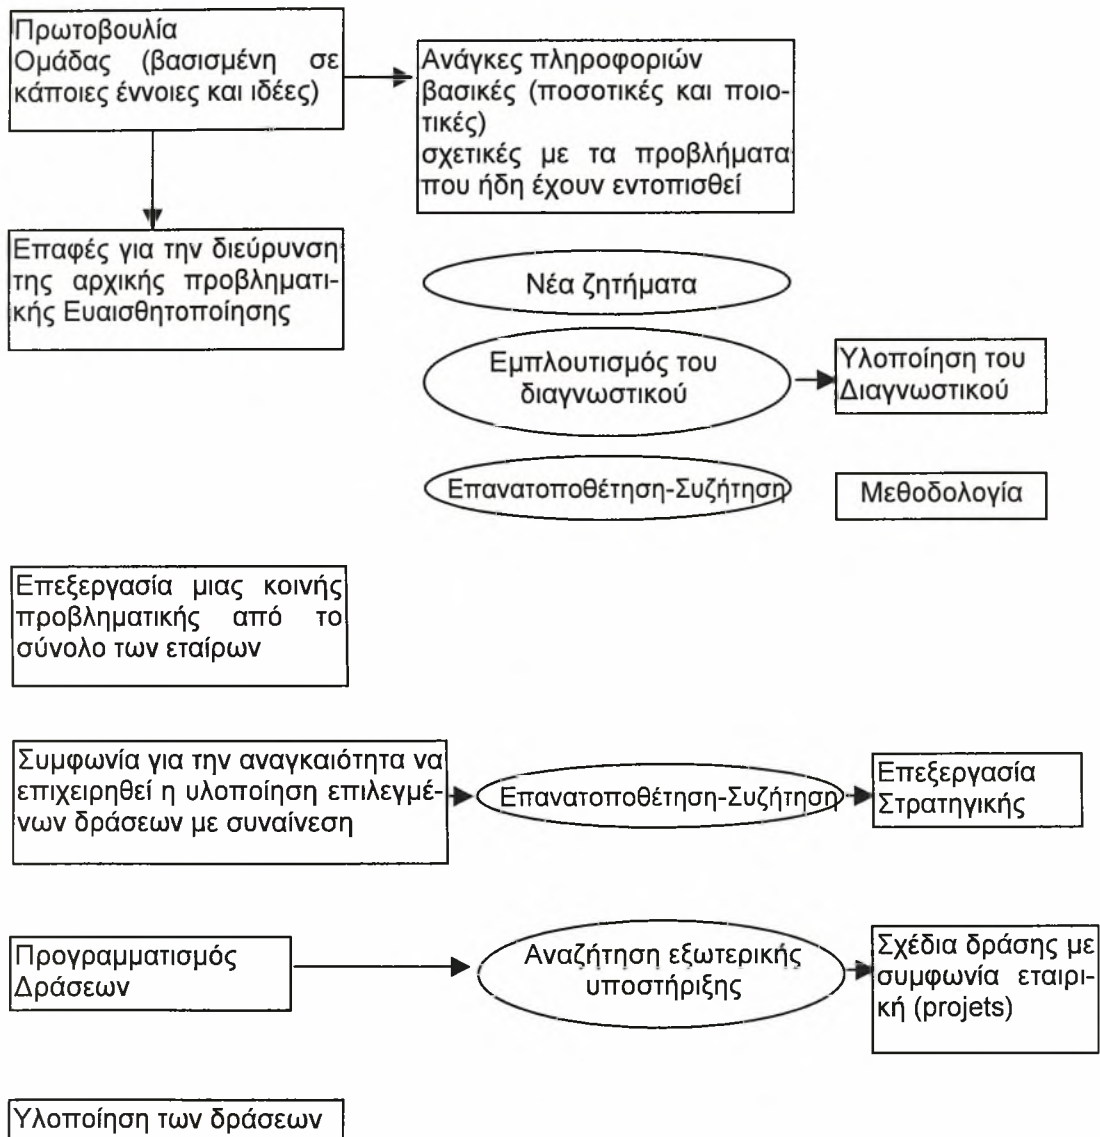 Πρωτοβουλία
Ομάδας (βασισμένη σε
κάποιες έννοιες και ιδέες)
Ανάγκες πληροφοριών
βασικές (ποσοτικές και ποιο-
τικές)
σχετικές με τα προβλήματα
που ήδη έχουν εντοπισθεί
Επαφές για την διεύρυνση
της αρχικής προβληματι-
κής Ευαισθητοποίησης
Νέα ζητήματα
Εμπλουτισμός του
διαγνωστικού
Υλοποίηση του
Διαγνωστικού
Επανατοποθέτηση-Συζήτηση
Μεθοδολογία
Επεξεργασία μιας κοινής
προβληματικής από το
σύνολο των εταίρων
Συμφωνία για την αναγκαιότητα να
επιχειρηθεί η υλοποίηση επιλεγμέ-
νων δράσεων με συναίνεση
Επανατοποθέτηση-Συζήτηση
Επεξεργασία
Στρατηγικής
Προγραμματισμός
Δράσεων
Αναζήτηση εξωτερικής
υποστήριξης
Σχέδια δράσης με
συμφωνία εταιρι-
κή (projets)
Υλοποίηση των δράσεων